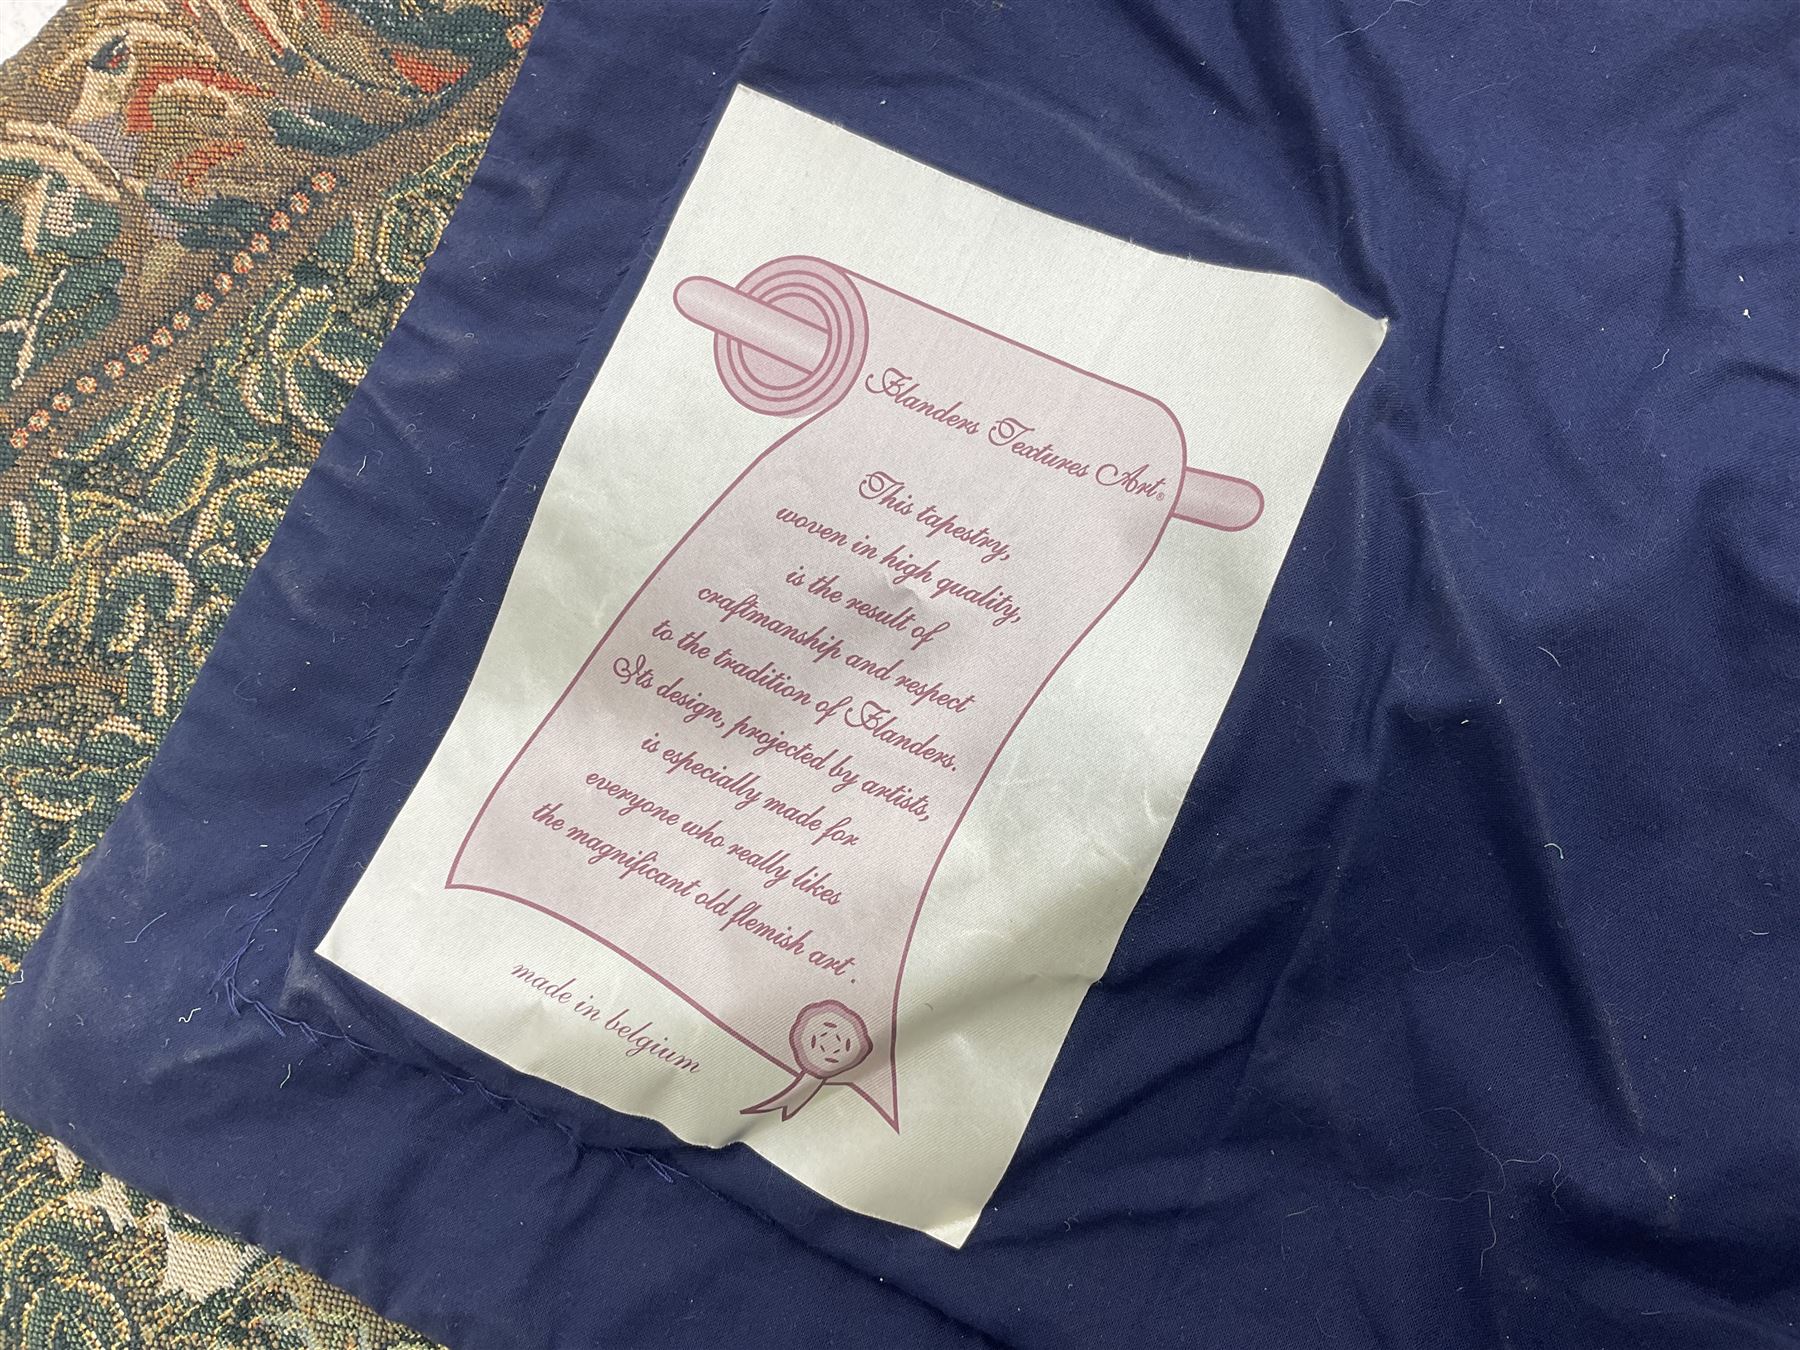 Flanders Textures Art®
This tapestry,
woven in high quality,
is the result of
craftmanship and respect
to the tradition of Flanders.
Its design, projected by artists,
is especially made for
everyone who really likes
the magnificant old flemish art.
made in belgium